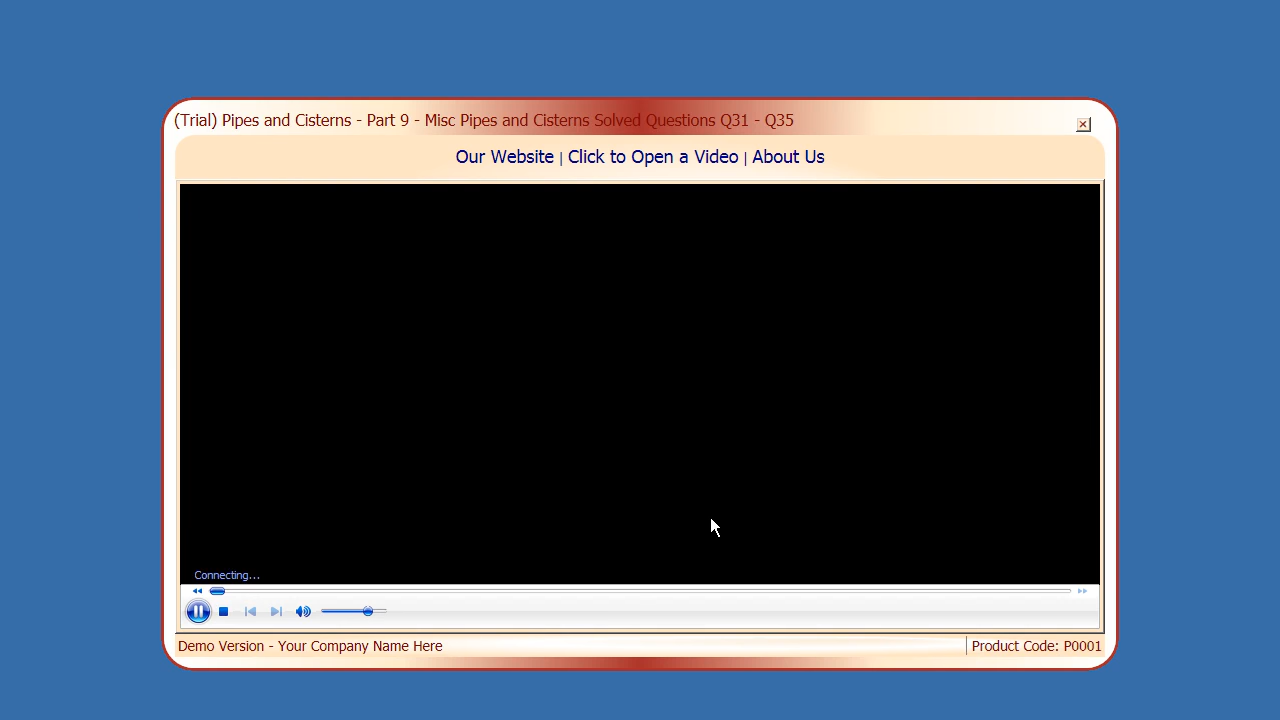 (Trial) Pipes and Cisterns - Part 9 - Misc Pipes and Cisterns Solved Questions Q31 - Q35
Our Website | Click to Open a Video | About Us
Connecting...
Demo Version - Your Company Name Here
Product Code: P0001